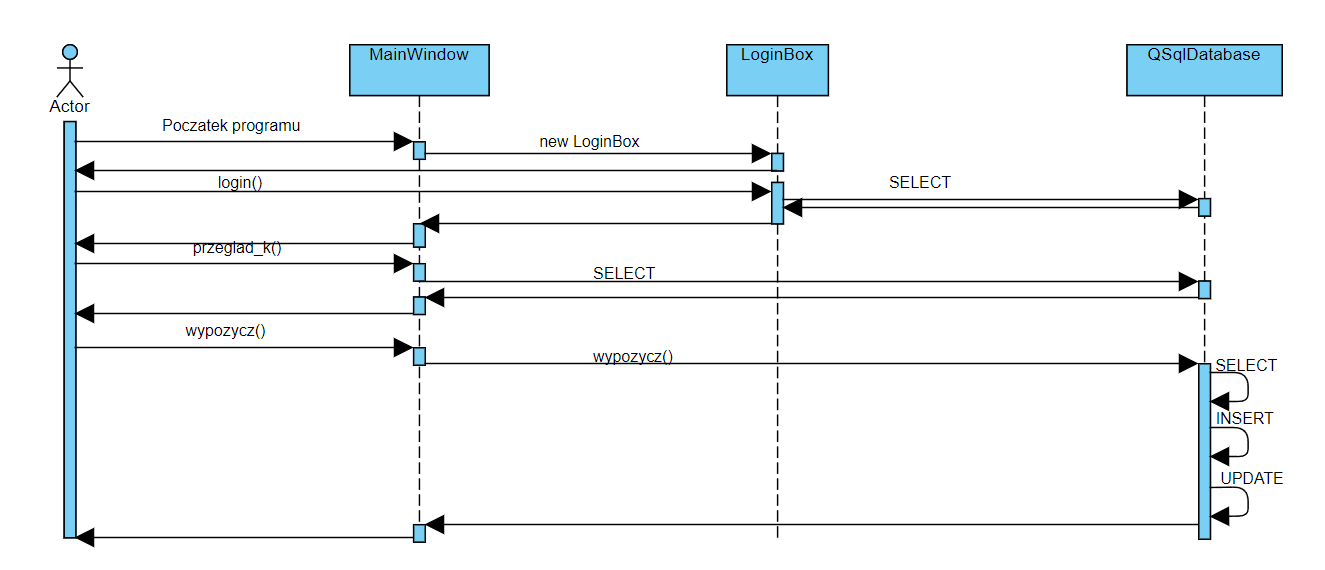 MainWindow
LoginBox
QSqlDatabase
Actor
Poczatek programu
new LoginBox
login()
SELECT
przeglad_k()
SELECT
wypozycz()
wypozycz()
SELECT
INSERT
UPDATE